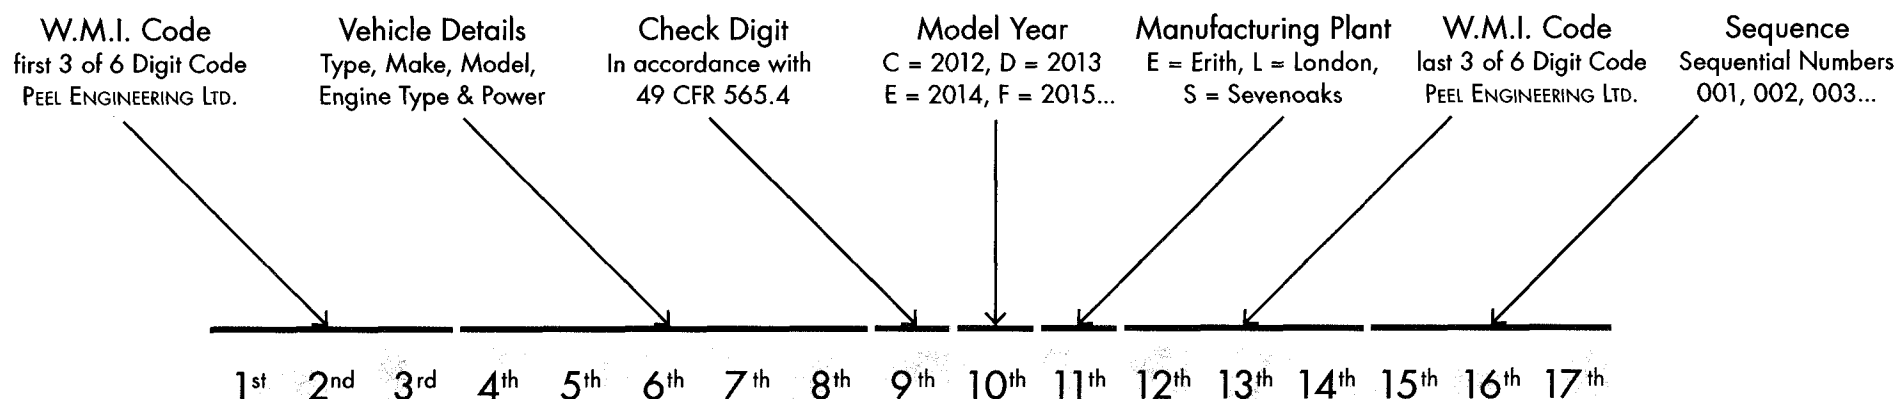 W.M.I. Code
first 3 of 6 Digit Code
PEEL ENGINEERING LTD.
Vehicle Details
Type, Make, Model,
Engine Type & Power
Check Digit
In accordance with
49 CFR 565.4
Model Year
C = 2012, D = 2013
E = 2014, F = 2015...
Manufacturing Plant
E = Erith, L = London,
S = Sevenoaks
W.M.I. Code
last 3 of 6 Digit Code
PEEL ENGINEERING LTD.
Sequence
Sequential Numbers
001, 002, 003...
1st 2nd 3rd 4th 5th 6th 7th 8th 9th 10th 11th 12th 13th 14th 15th 16th 17th